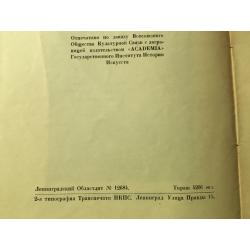 Отпечатано по заказу Всесоюзного
Общества Культурной Связи с загра-
ницей издательством «ACADEMIA»
Государственного Института Истории
Искусств
Ленинградский Областлит № 12684. Тираж 5200 экз.
2-я типография Транспечати НКПС. Ленинград Улица Правды 15.